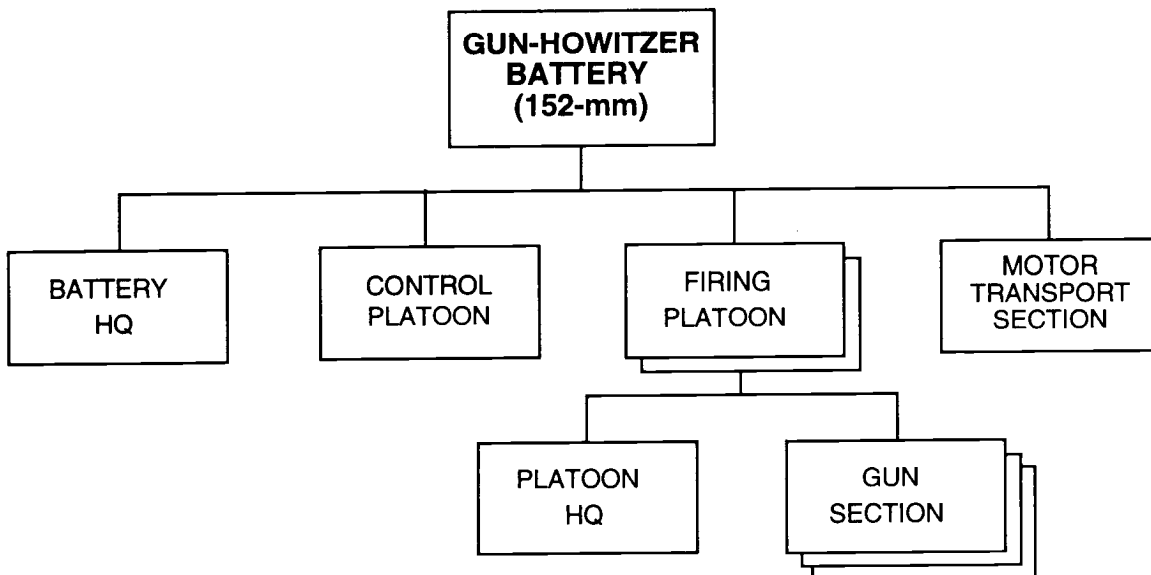 GUN-HOWITZER
BATTERY
(152-mm)
BATTERY
HQ
CONTROL
PLATOON
FIRING
PLATOON
MOTOR
TRANSPORT
SECTION
PLATOON
HQ
GUN
SECTION